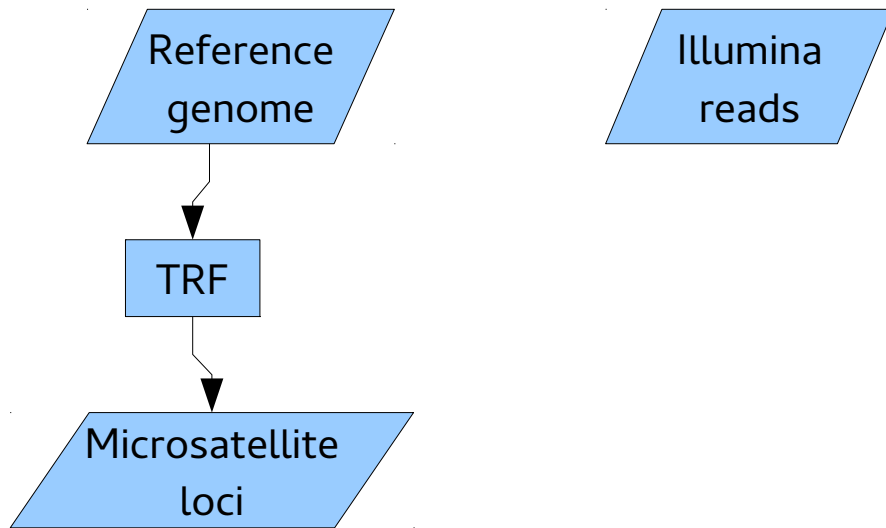 Reference
genome
Illumina
reads
TRF
Microsatellite
loci